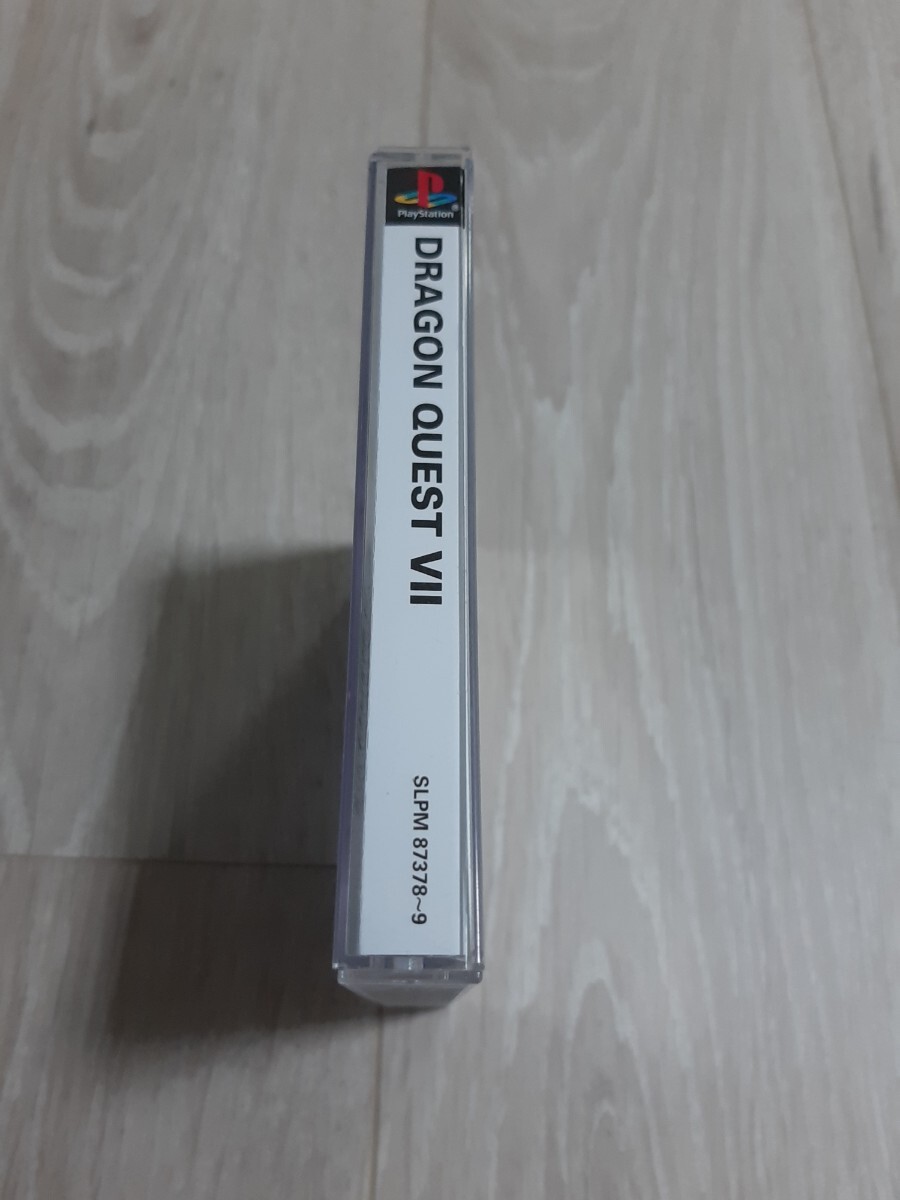 PlayStation®
DRAGON QUEST VII
SLPM 87378~9